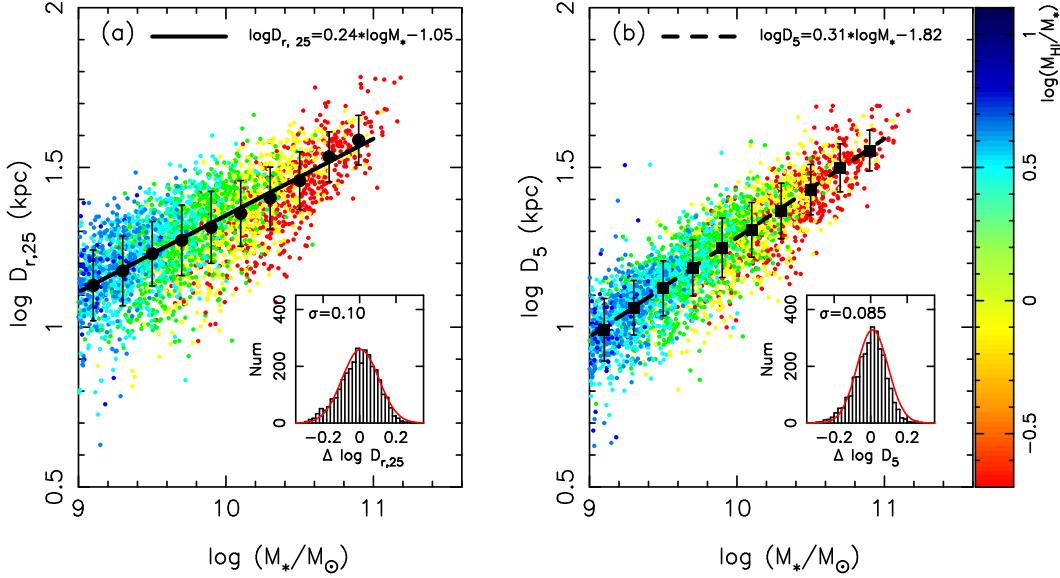 (a) logD_r, 25=0.24*logM_*−1.05
2
1.5
1
0.5
log D_r,25 (kpc)
9 10 11
log (M_*/M_⊙)
σ=0.10
400
200
0
Num
−0.2 0 0.2
Δ log D_r,25
(b) logD_5=0.31*logM_*−1.82
2
1.5
1
0.5
log D_5 (kpc)
9 10 11
log (M_*/M_⊙)
σ=0.085
400
200
0
Num
−0.2 0 0.2
Δ log D_5
log(M_HI/M_*)
1
0.5
0
−0.5